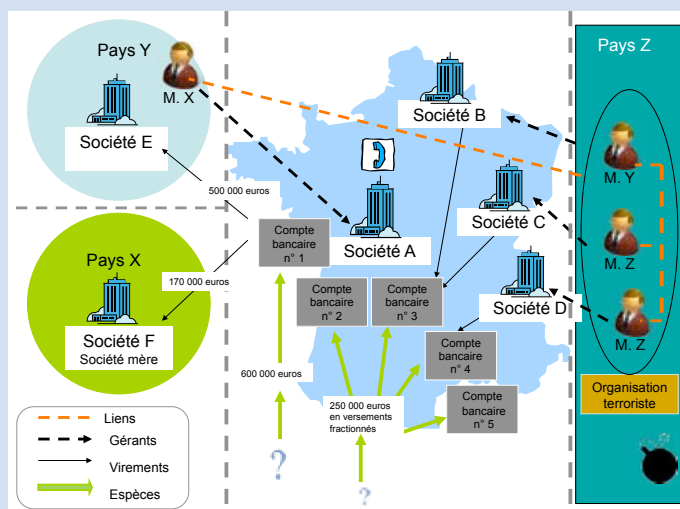 Pays Y
M. X
Société E
500 000 euros
Pays X
170 000 euros
Société F
Société mère
Liens
Gérants
Virements
Espèces
Société B
Société C
Société A
Société D
Compte
bancaire
n° 1
Compte
bancaire
n° 2
Compte
bancaire
n° 3
Compte
bancaire
n° 4
Compte
bancaire
n° 5
600 000 euros
250 000 euros
en versements
fractionnés
?
?
Pays Z
M. Y
M. Z
M. Z
Organisation
terroriste